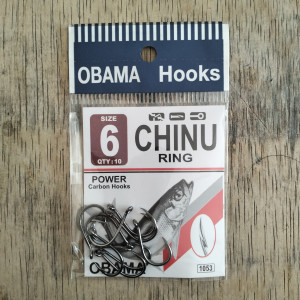 OBAMA Hooks
SIZE
6
QTY:10
CHINU
RING
POWER
Carbon Hooks
OBAMA
1053